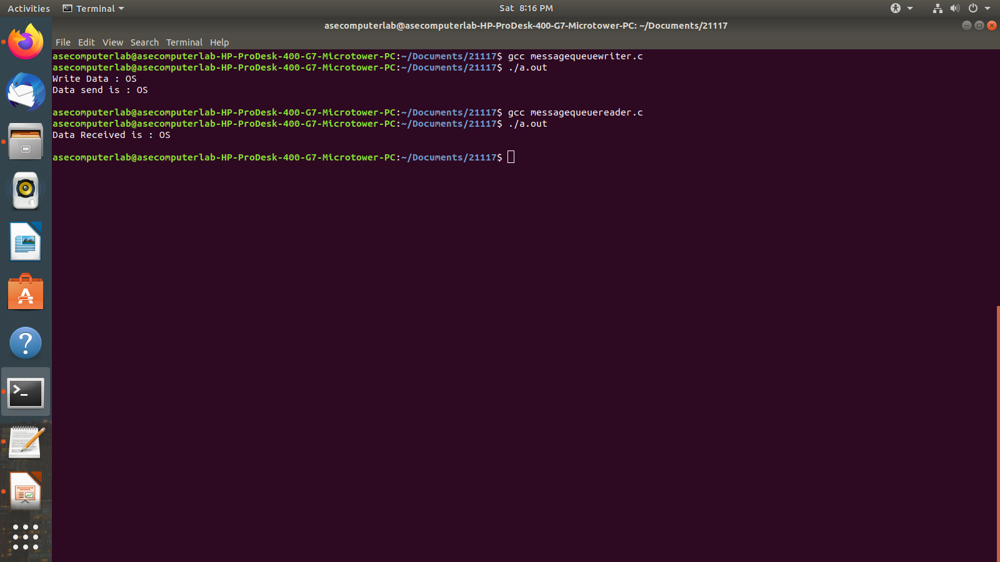 Activities Terminal Sat 8:16 PM
asecomputerlab@asecomputerlab-HP-ProDesk-400-G7-Microtower-PC: ~/Documents/21117
File Edit View Search Terminal Help
asecomputerlab@asecomputerlab-HP-ProDesk-400-G7-Microtower-PC:~/Documents/21117$ gcc messagequeuewriter.c
asecomputerlab@asecomputerlab-HP-ProDesk-400-G7-Microtower-PC:~/Documents/21117$ ./a.out
Write Data : OS
Data send is : OS
asecomputerlab@asecomputerlab-HP-ProDesk-400-G7-Microtower-PC:~/Documents/21117$ gcc messagequeuereader.c
asecomputerlab@asecomputerlab-HP-ProDesk-400-G7-Microtower-PC:~/Documents/21117$ ./a.out
Data Received is : OS
asecomputerlab@asecomputerlab-HP-ProDesk-400-G7-Microtower-PC:~/Documents/21117$